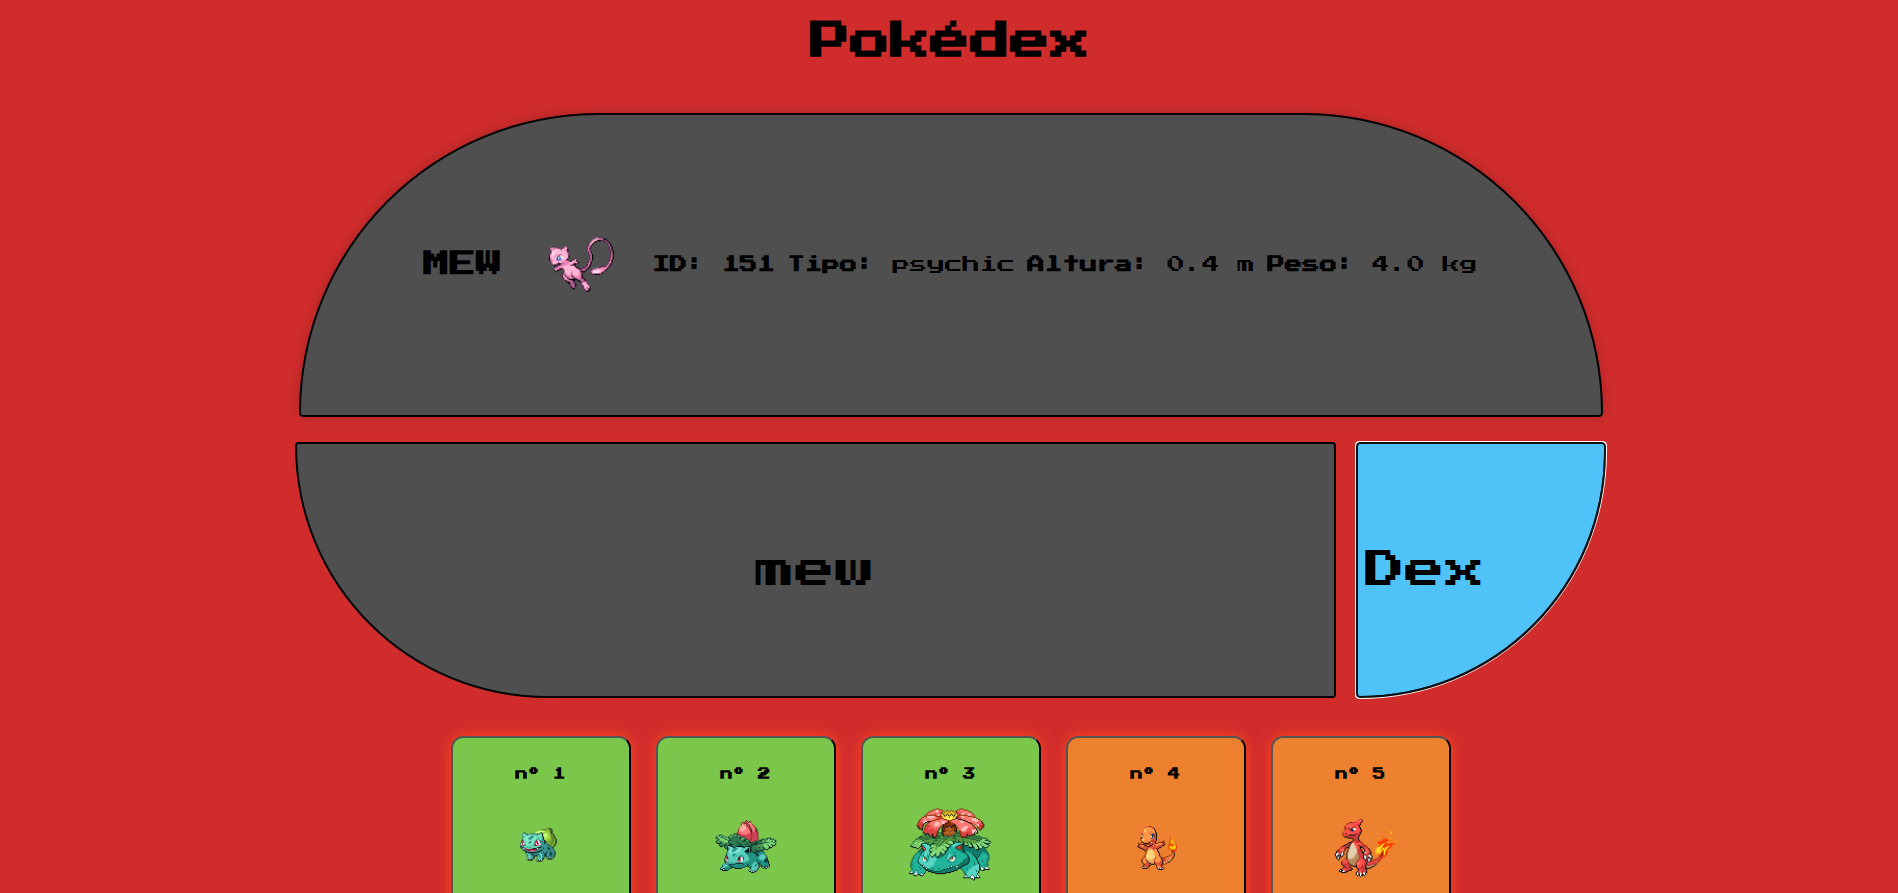 Pokédex
MEW ID: 151 Tipo: psychic Altura: 0.4 m Peso: 4.0 kg
mew Dex
nº 1 nº 2 nº 3 nº 4 nº 5